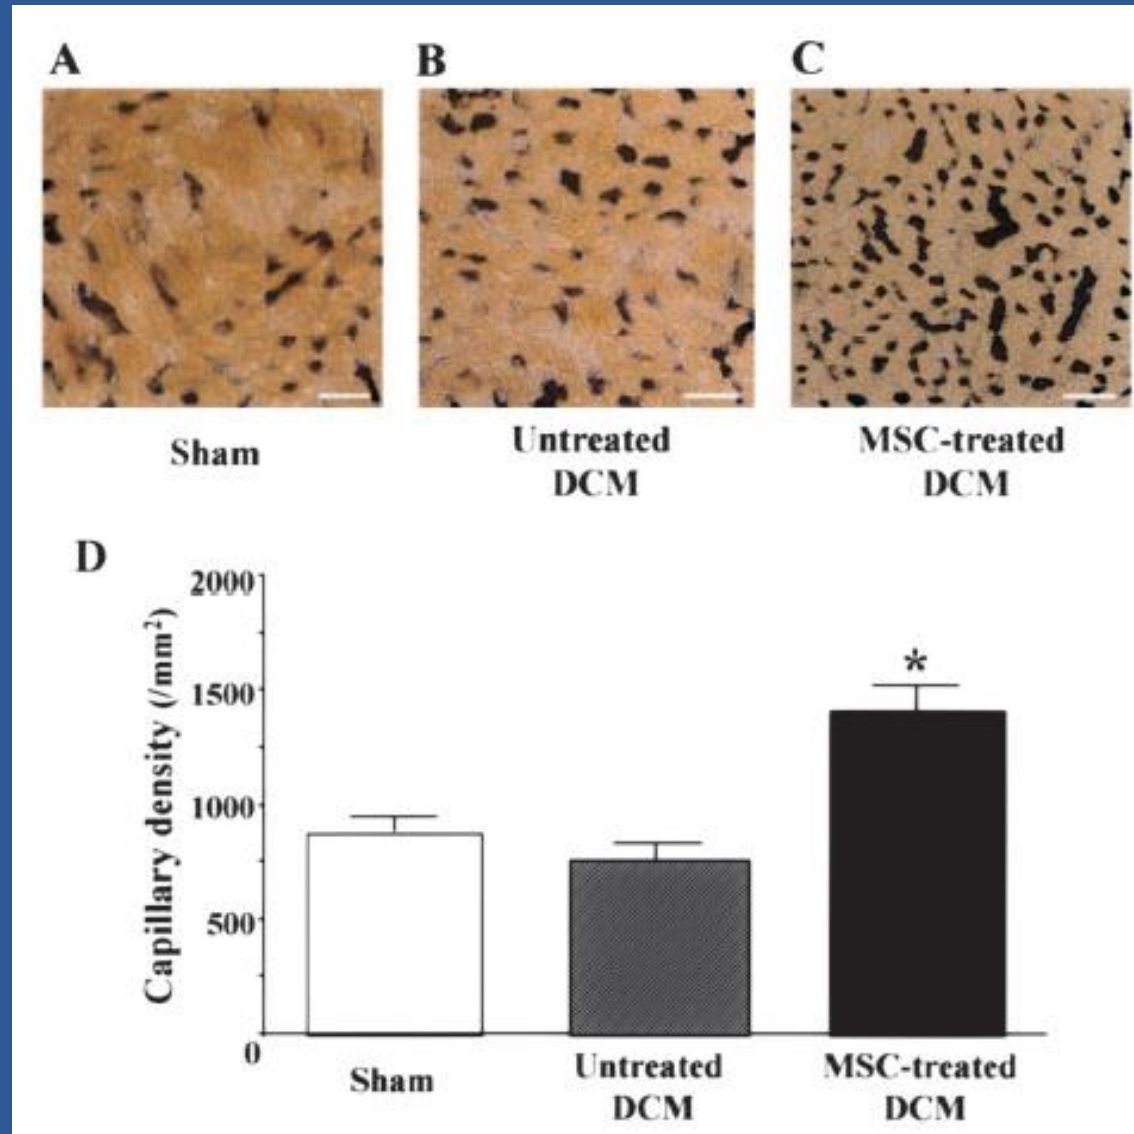 A
B
C
Sham
Untreated
DCM
MSC-treated
DCM
D
Capillary density (/mm²)
2000
1500
1000
500
0
*
Sham
Untreated
DCM
MSC-treated
DCM